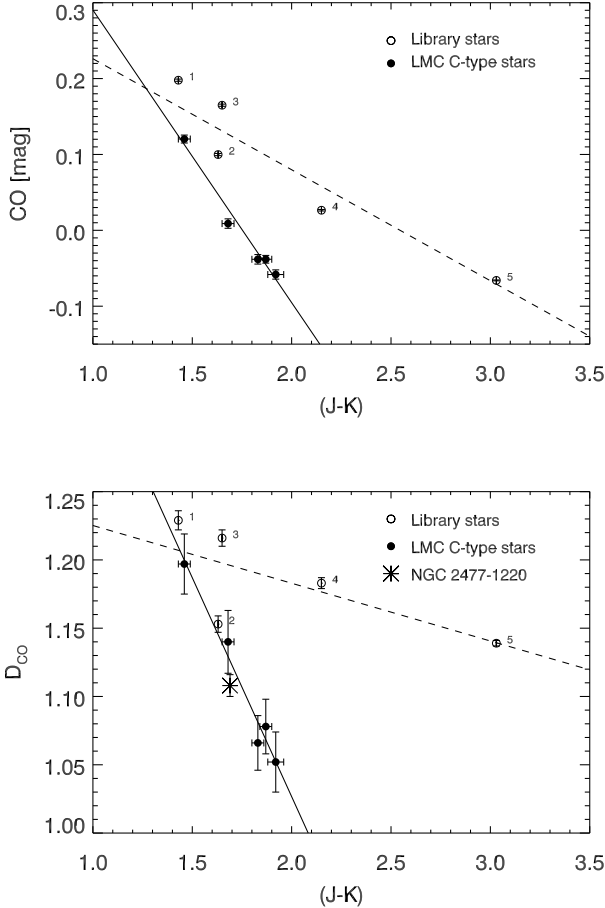 0.3
0.2
0.1
0.0
-0.1
CO [mag]
Library stars
LMC C-type stars
1
3
2
4
5
1.0 1.5 2.0 2.5 3.0 3.5
(J-K)
1.25
1.20
1.15
1.10
1.05
1.00
D_CO
Library stars
LMC C-type stars
NGC 2477-1220
1
3
2
4
5
1.0 1.5 2.0 2.5 3.0 3.5
(J-K)